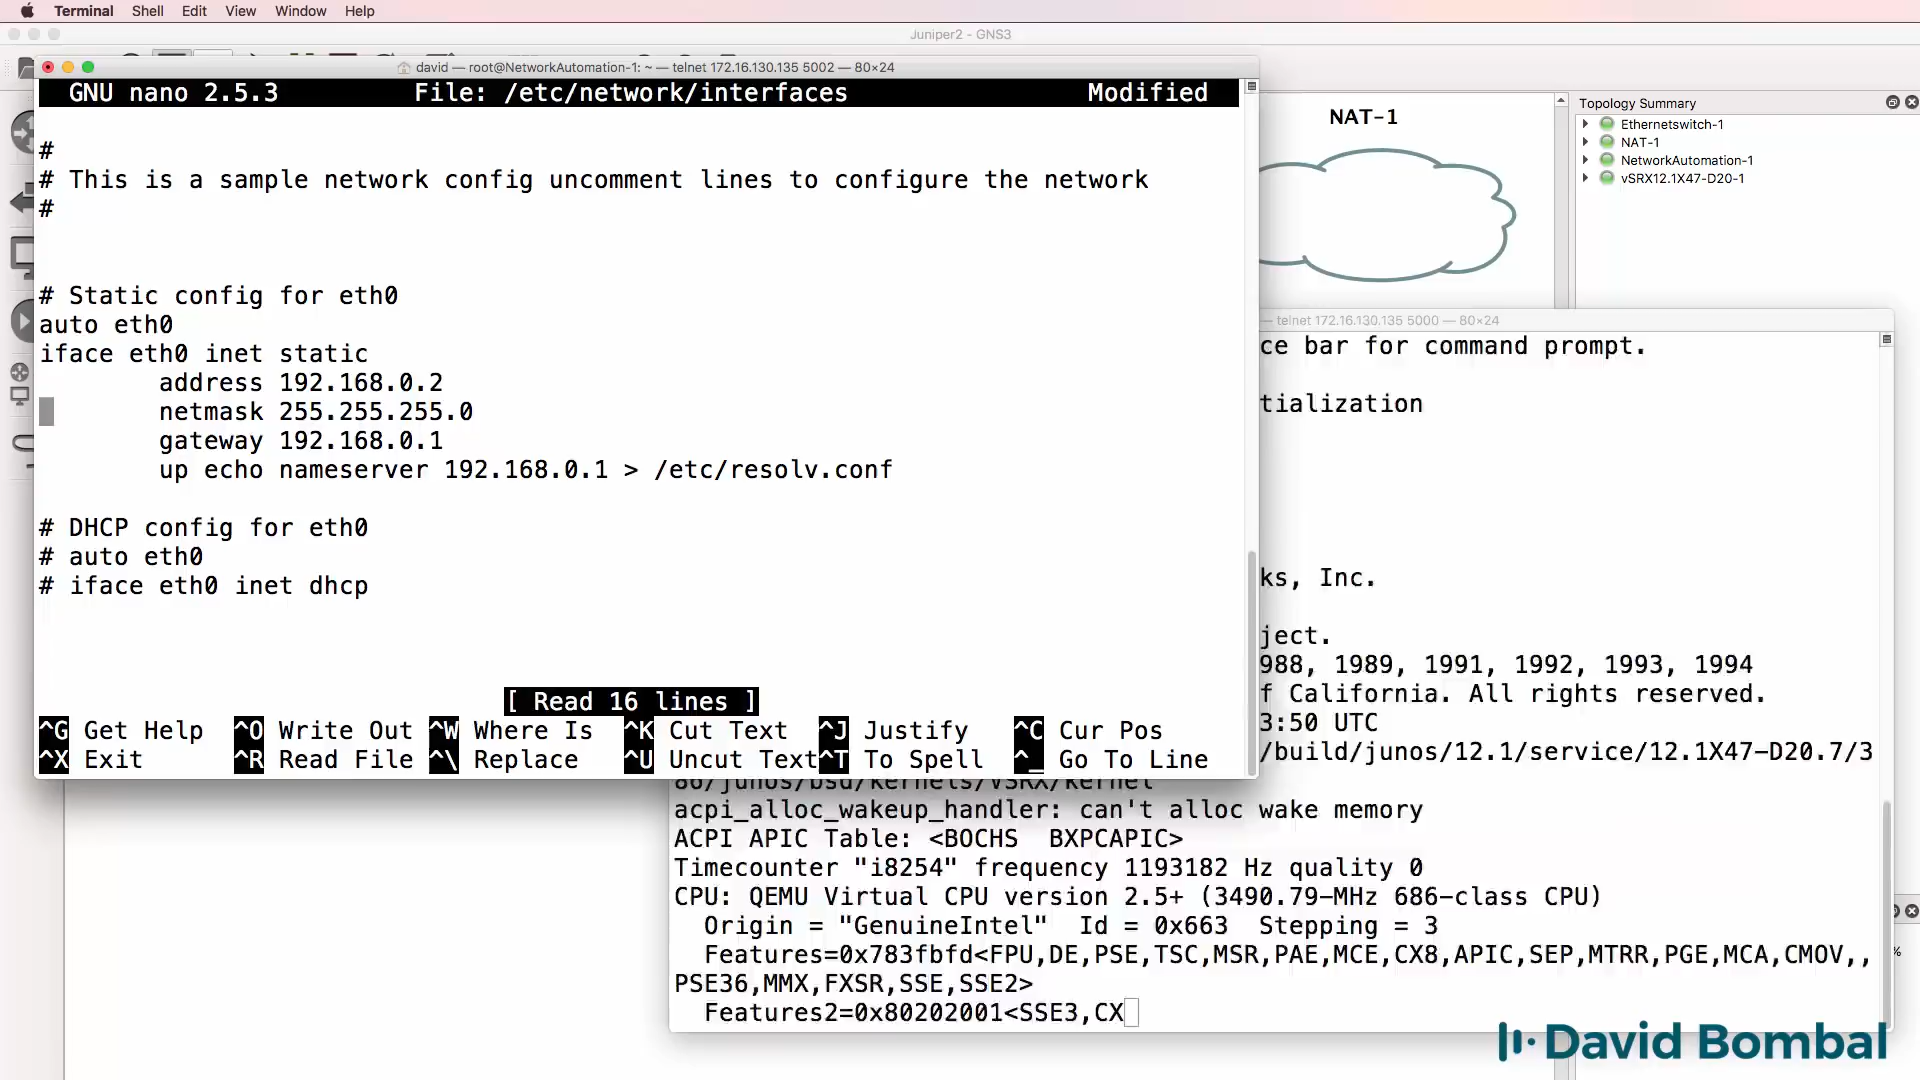 Terminal Shell Edit View Window Help
Juniper2 - GNS3
david — root@NetworkAutomation-1: ~ — telnet 172.16.130.135 5002 — 80×24
GNU nano 2.5.3 File: /etc/network/interfaces Modified
#
# This is a sample network config uncomment lines to configure the network
#
# Static config for eth0
auto eth0
iface eth0 inet static
address 192.168.0.2
netmask 255.255.255.0
gateway 192.168.0.1
up echo nameserver 192.168.0.1 > /etc/resolv.conf
# DHCP config for eth0
# auto eth0
# iface eth0 inet dhcp
[ Read 16 lines ]
^G Get Help ^O Write Out ^W Where Is ^K Cut Text ^J Justify ^C Cur Pos
^X Exit ^R Read File ^\ Replace ^U Uncut Text ^T To Spell ^_ Go To Line
NAT-1
Topology Summary
Ethernetswitch-1
NAT-1
NetworkAutomation-1
vSRX12.1X47-D20-1
— telnet 172.16.130.135 5000 — 80×24
ce bar for command prompt.
tialization
ks, Inc.
ject.
988, 1989, 1991, 1992, 1993, 1994
f California. All rights reserved.
3:50 UTC
/build/junos/12.1/service/12.1X47-D20.7/3
86/junos/bsd/kernels/VSRX/kernel
acpi_alloc_wakeup_handler: can't alloc wake memory
ACPI APIC Table: <BOCHS  BXPCAPIC>
Timecounter "i8254" frequency 1193182 Hz quality 0
CPU: QEMU Virtual CPU version 2.5+ (3490.79-MHz 686-class CPU)
Origin = "GenuineIntel"  Id = 0x663  Stepping = 3
Features=0x783fbfd<FPU,DE,PSE,TSC,MSR,PAE,MCE,CX8,APIC,SEP,MTRR,PGE,MCA,CMOV,,
PSE36,MMX,FXSR,SSE,SSE2>
Features2=0x80202001<SSE3,CX
%
David Bombal